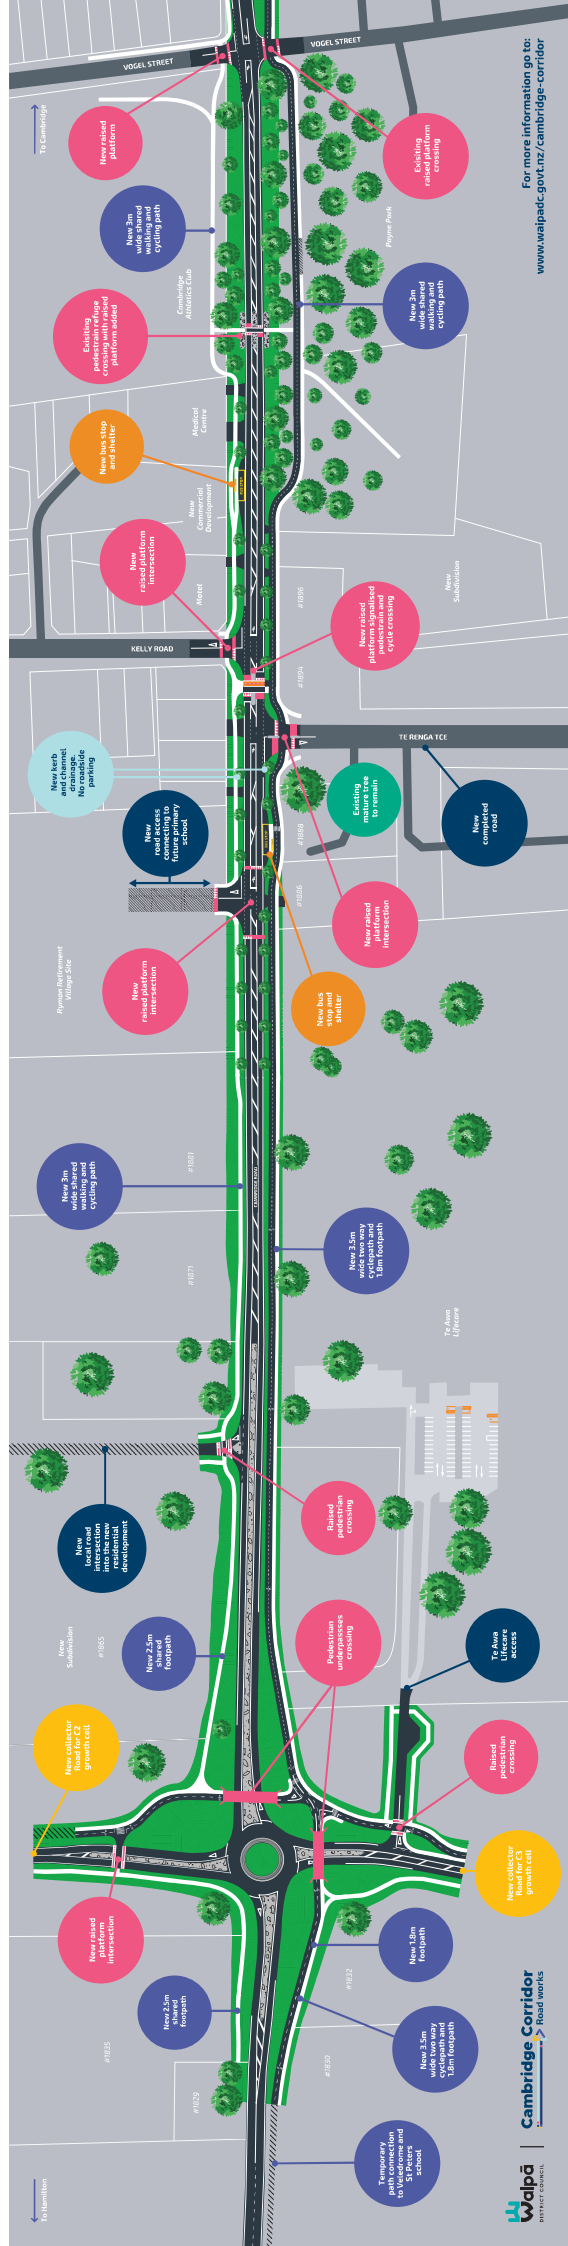 VOGEL STREET
VOGEL STREET
To Cambridge
New raised
platform
Exisiting
raised platform
crossing
For more information go to:
www.waipadc.govt.nz/cambridge-corridor
New 3m
wide shared
walking and
cycling path
Payne Park
Cambridge
Athletics Club
New 3m
wide shared
walking and
cycling path
Exisiting
pedestrain refuge
crossing with raised
platform added
Medical
Centre
New bus stop
and shelter
New
Commercial
Development
New
raised platform
intersection
Motel
#1896
New
Subdivision
New raised
platform signalised
pedestrian and
cycle crossing
KELLY ROAD
#1894
TE RENGA TCE
New kerb
and channel
drainage.
No roadside
parking
Existing
mature tree
to remain
New
completed
road
New
road access
connecting to
future primary
school
#1888
#1886
New raised
platform
intersection
Ryman Retirement
Village Site
New
raised platform
intersection
New bus
stop and
shelter
#1881
New 3m
wide shared
walking and
cycling path
CAMBRIDGE ROAD
New 3.5m
wide two way
cyclepath and
1.8m footpath
#1871
Te Awa
Lifecare
New
local road
intersection
into the new
residential
development
Raised
pedestrian
crossing
New
Subdivision
#1865
New 2.5m
shared
footpath
Pedestrian
underpassses
crossing
Te Awa
Lifecare
access
New collector
Road for C2
growth cell
Raised
pedestrian
crossing
New collector
Road for C3
growth cell
New raised
platform
intersection
New 1.8m
footpath
#1832
New 2.5m
shared
footpath
New 3.5m
wide two way
cyclepath and
1.8m footpath
#1835
#1830
#1829
Temporary
path connection
to Veledrome and
St Peters
school
To Hamilton
Cambridge Corridor
Road works
Waipā
DISTRICT COUNCIL